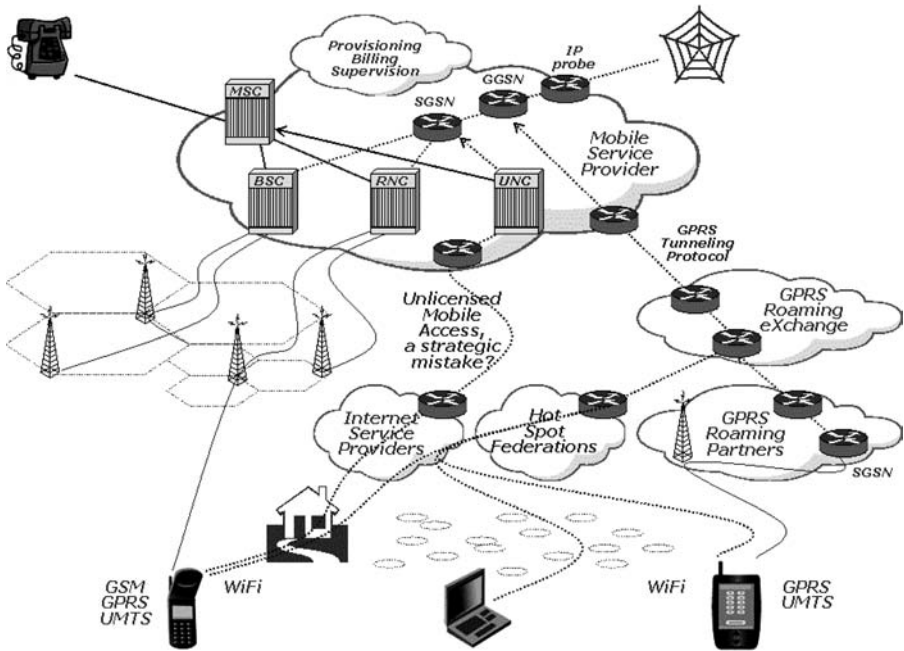 Provisioning
Billing
Supervision
IP
probe
GGSN
SGSN
MSC
Mobile
Service
Provider
BSC
RNC
UNC
GPRS
Tunneling
Protocol
Unlicensed
Mobile
Access,
a strategic
mistake?
GPRS
Roaming
eXchange
Internet
Service
Providers
Hot
Spot
Federations
GPRS
Roaming
Partners
SGSN
GSM
GPRS
UMTS
WiFi
WiFi
GPRS
UMTS